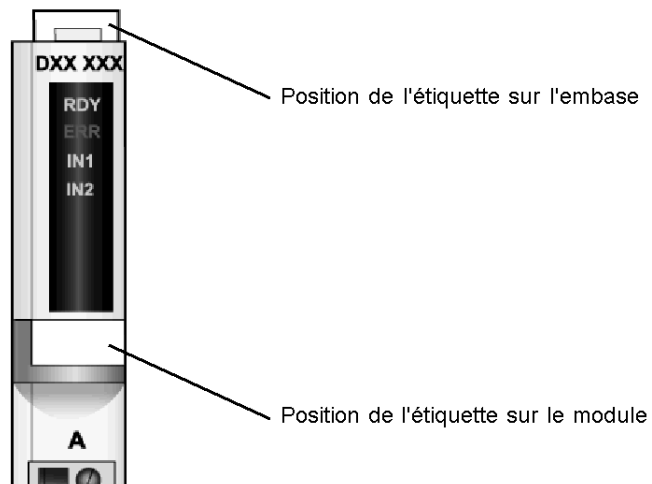 DXX XXX
Position de l'étiquette sur l'embase
RDY
ERR
IN1
IN2
Position de l'étiquette sur le module
A